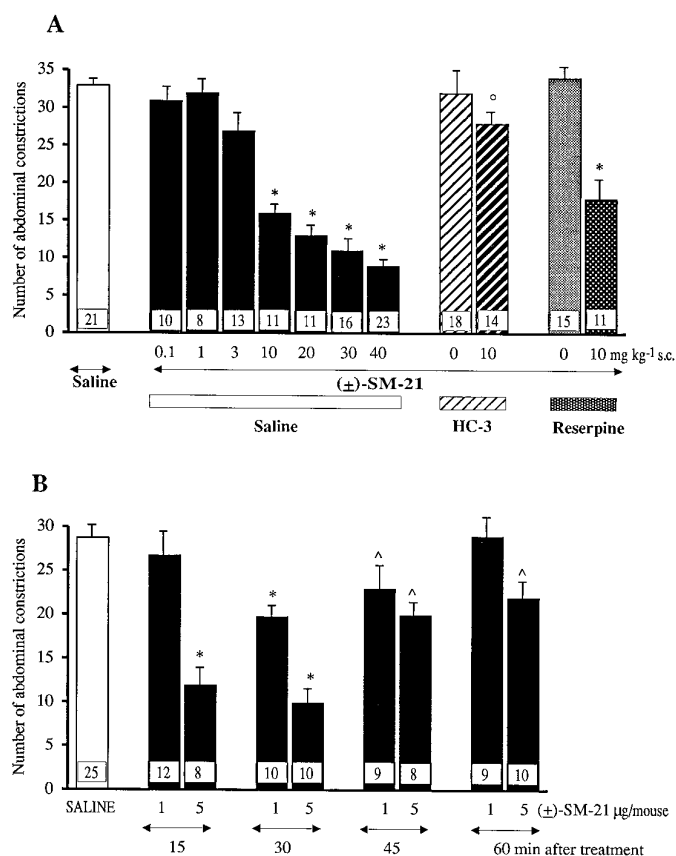 A
Number of abdominal constrictions
35
30
25
20
15
10
5
0
* * * * ° *
21 10 8 13 11 11 16 23 18 14 15 11
0.1 1 3 10 20 30 40 0 10 0 10 mg kg-1 s.c.
Saline
(±)-SM-21
Saline HC-3 Reserpine
B
Number of abdominal constrictions
30
25
20
15
10
5
0
* * * ^ ^ ^
25 12 8 10 10 9 8 9 10
SALINE 1 5 1 5 1 5 1 5 (±)-SM-21 µg/mouse
15 30 45 60 min after treatment